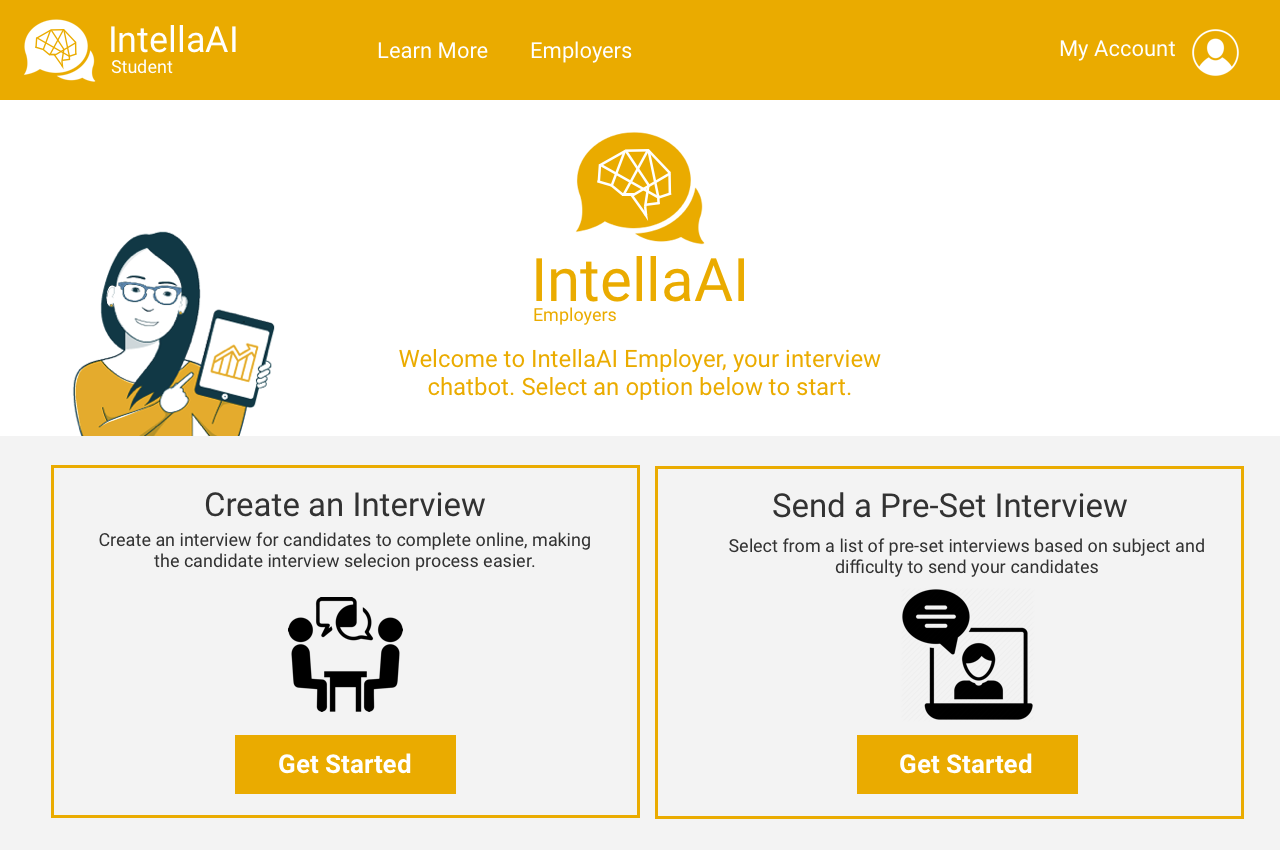 IntellaAI
Student
Learn More
Employers
My Account
IntellaAI
Employers
Welcome to IntellaAI Employer, your interview
chatbot. Select an option below to start.
Create an Interview
Create an interview for candidates to complete online, making
the candidate interview selecion process easier.
Get Started
Send a Pre-Set Interview
Select from a list of pre-set interviews based on subject and
difficulty to send your candidates
Get Started